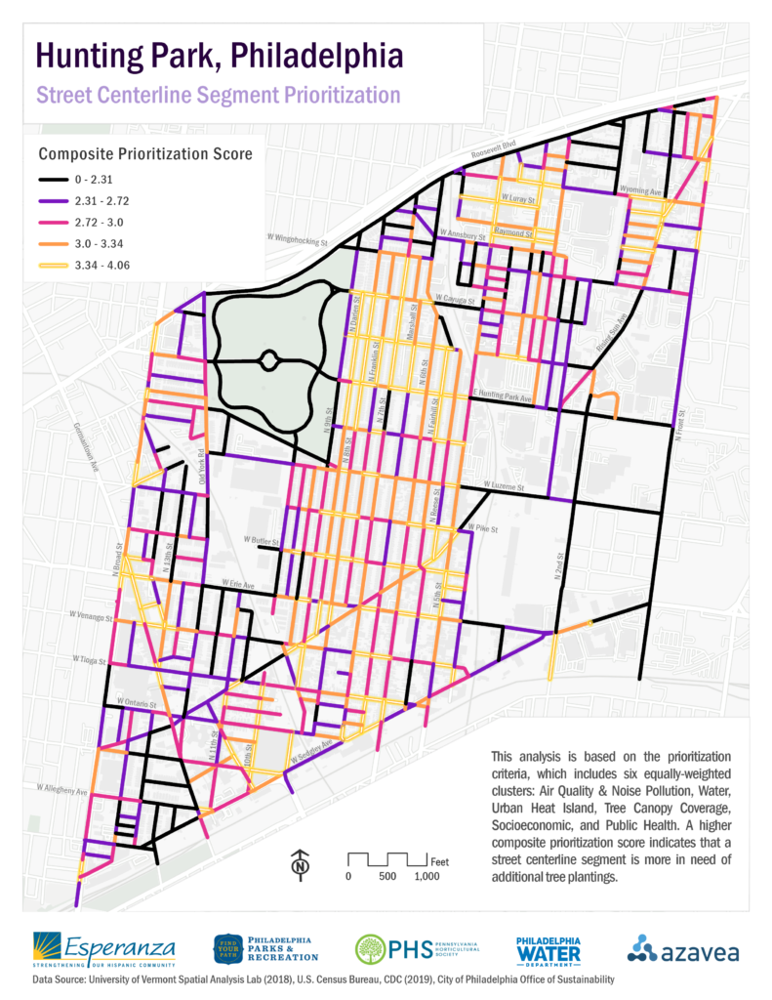 Hunting Park, Philadelphia
Street Centerline Segment Prioritization
Composite Prioritization Score
0 - 2.31
2.31 - 2.72
2.72 - 3.0
3.0 - 3.34
3.34 - 4.06
Roosevelt Blvd
Wyoming Ave
W Luray St
W Annsbury St
Raymond St
W Wingohocking St
W Cayuga St
N Darien St
Marshall St
Rising Sun Ave
N Franklin St
N 6th St
E Hunting Park Ave
N 7th St
N Fairhill St
N 9th St
N Front St
N 8th St
Germantown Ave
Old York Rd
W Luzerne St
N Reese St
W Pike St
W Butler St
N 13th St
N Broad St
N 2nd St
W Erie Ave
N 5th St
W Venango St
W Tioga St
W Ontario St
N 11th St
10th St
W Sedgley Ave
W Allegheny Ave
This analysis is based on the prioritization
criteria, which includes six equally-weighted
clusters: Air Quality & Noise Pollution, Water,
Urban Heat Island, Tree Canopy Coverage,
Socioeconomic, and Public Health. A higher
composite prioritization score indicates that a
street centerline segment is more in need of
additional tree plantings.
N
Feet
0 500 1,000
Esperanza
STRENGTHENING OUR HISPANIC COMMUNITY
FIND
YOUR
PATH
PHILADELPHIA
PARKS &
RECREATION
PHS
PENNSYLVANIA
HORTICULTURAL
SOCIETY
PHILADELPHIA
WATER
DEPARTMENT
azavea
Data Source: University of Vermont Spatial Analysis Lab (2018), U.S. Census Bureau, CDC (2019), City of Philadelphia Office of Sustainability